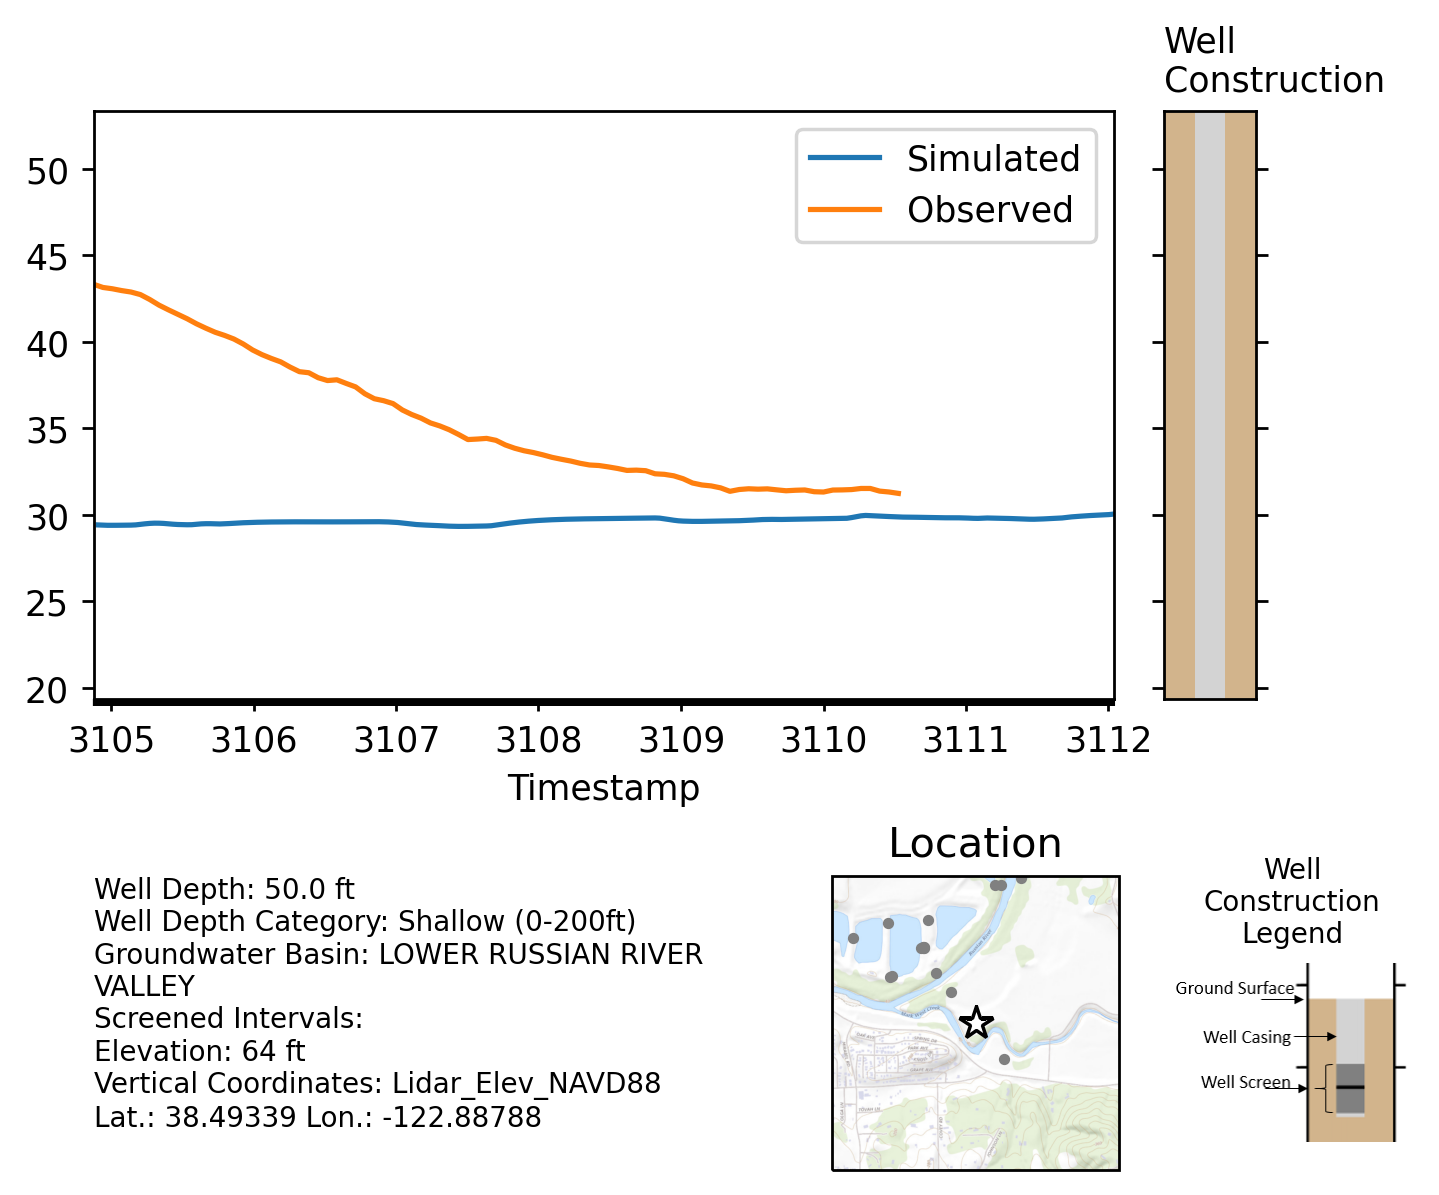 Well
Construction
Simulated
Observed
50
45
40
35
30
25
20
3105 3106 3107 3108 3109 3110 3111 3112
Timestamp
Location
Well
Construction
Legend
Well Depth: 50.0 ft
Well Depth Category: Shallow (0-200ft)
Groundwater Basin: LOWER RUSSIAN RIVER
VALLEY
Screened Intervals:
Elevation: 64 ft
Vertical Coordinates: Lidar_Elev_NAVD88
Lat.: 38.49339 Lon.: -122.88788
Ground Surface
Well Casing
Well Screen